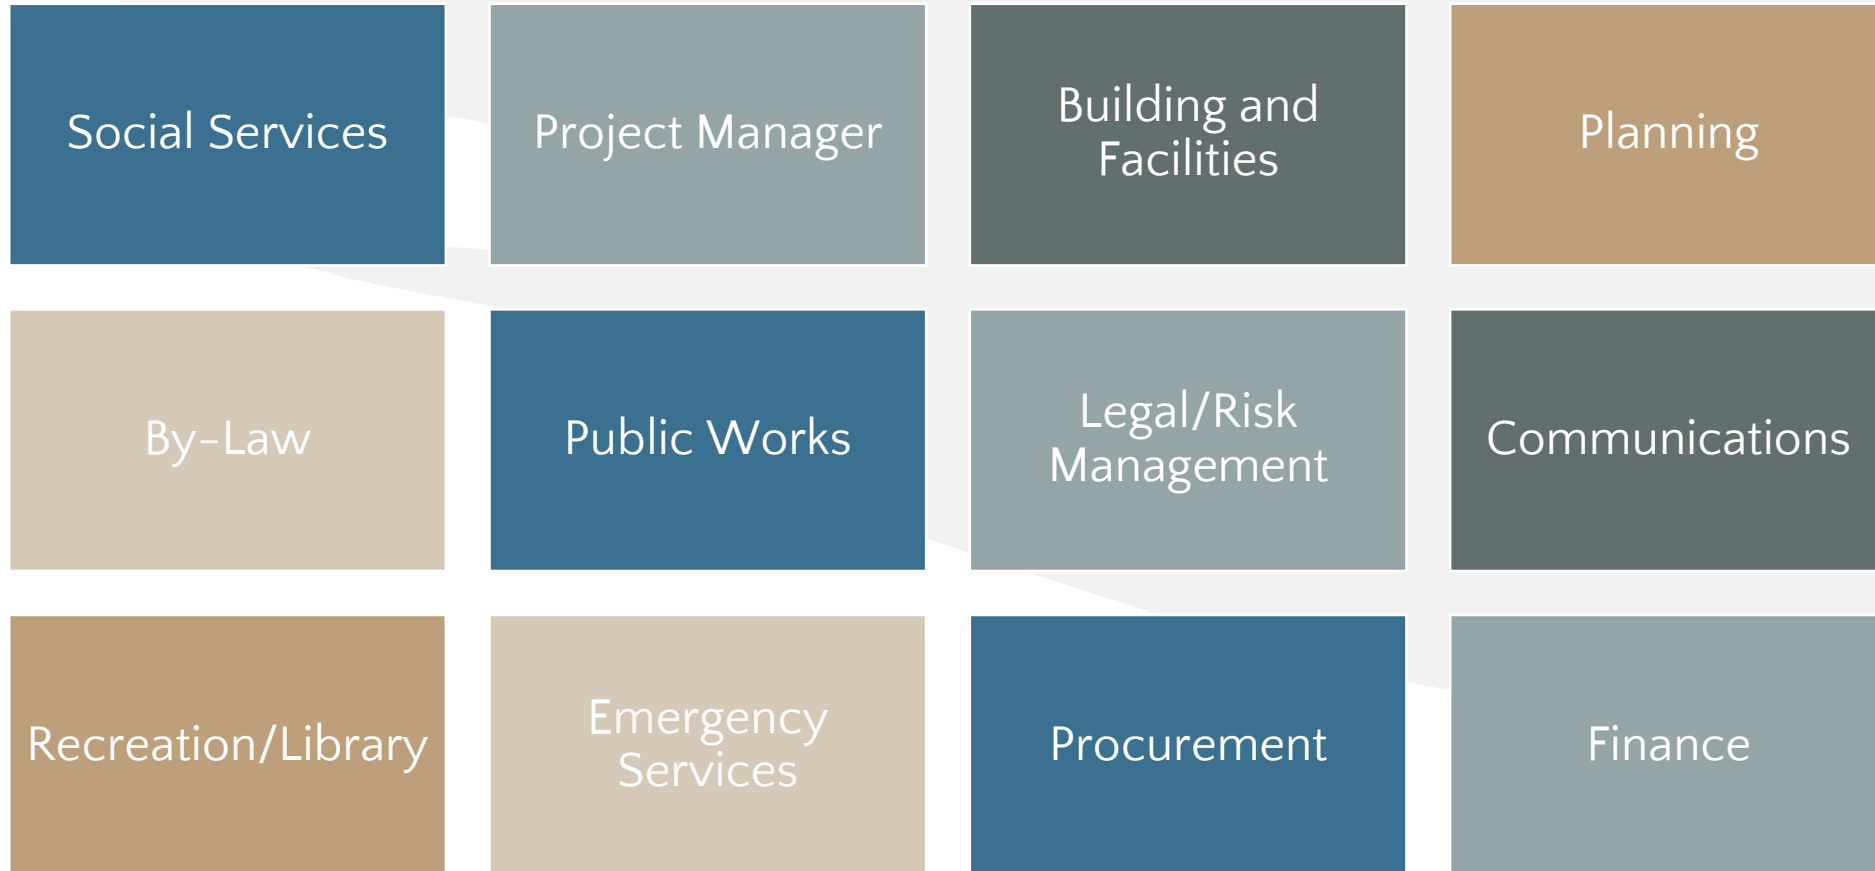 Social Services
Project Manager
Building and
Facilities
Planning
By-Law
Public Works
Legal/Risk
Management
Communications
Recreation/Library
Emergency
Services
Procurement
Finance